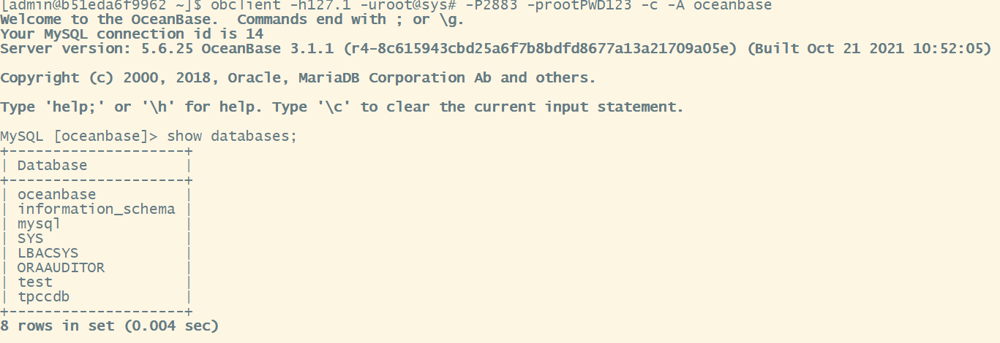 [admin@b51eda6f9962 ~]$ obclient -h127.1 -uroot@sys# -P2883 -prootPWD123 -c -A oceanbase
Welcome to the OceanBase.  Commands end with ; or \g.
Your MySQL connection id is 14
Server version: 5.6.25 OceanBase 3.1.1 (r4-8c615943cbd25a6f7b8bdfd8677a13a21709a05e) (Built Oct 21 2021 10:52:05)

Copyright (c) 2000, 2018, Oracle, MariaDB Corporation Ab and others.

Type 'help;' or '\h' for help. Type '\c' to clear the current input statement.

MySQL [oceanbase]> show databases;
+--------------------+
| Database           |
+--------------------+
| oceanbase          |
| information_schema |
| mysql              |
| SYS                |
| LBACSYS            |
| ORAAUDITOR         |
| test               |
| tpccdb             |
+--------------------+
8 rows in set (0.004 sec)